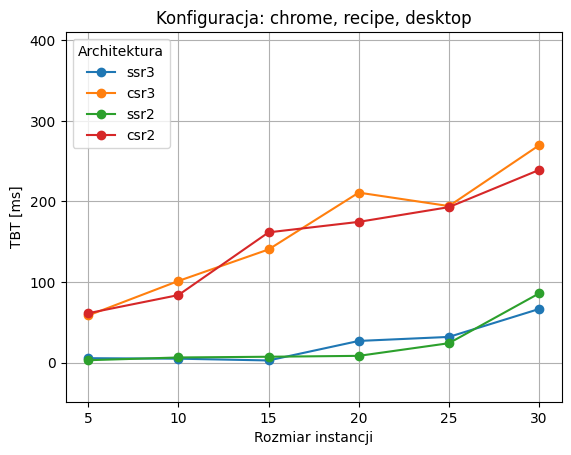 Konfiguracja: chrome, recipe, desktop
Architektura
ssr3
csr3
ssr2
csr2
TBT [ms]
400
300
200
100
0
5 10 15 20 25 30
Rozmiar instancji